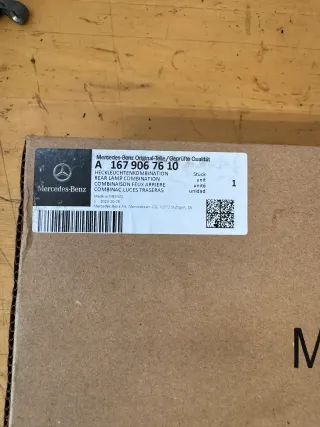 Mercedes-Benz Original-Teile / Geprüfte Qualität
A 167 906 76 10
HECKLEUCHTENKOMBINATION
REAR LAMP COMBINATION
COMBINAISON FEUX ARRIERE
COMBINAC.LUCES TRASERAS
Stück
unit
unité
unidad
1
Mercedes-Benz
M